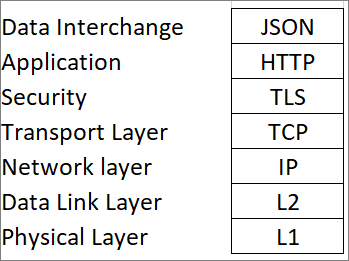 Data Interchange JSON
Application HTTP
Security TLS
Transport Layer TCP
Network layer IP
Data Link Layer L2
Physical Layer L1